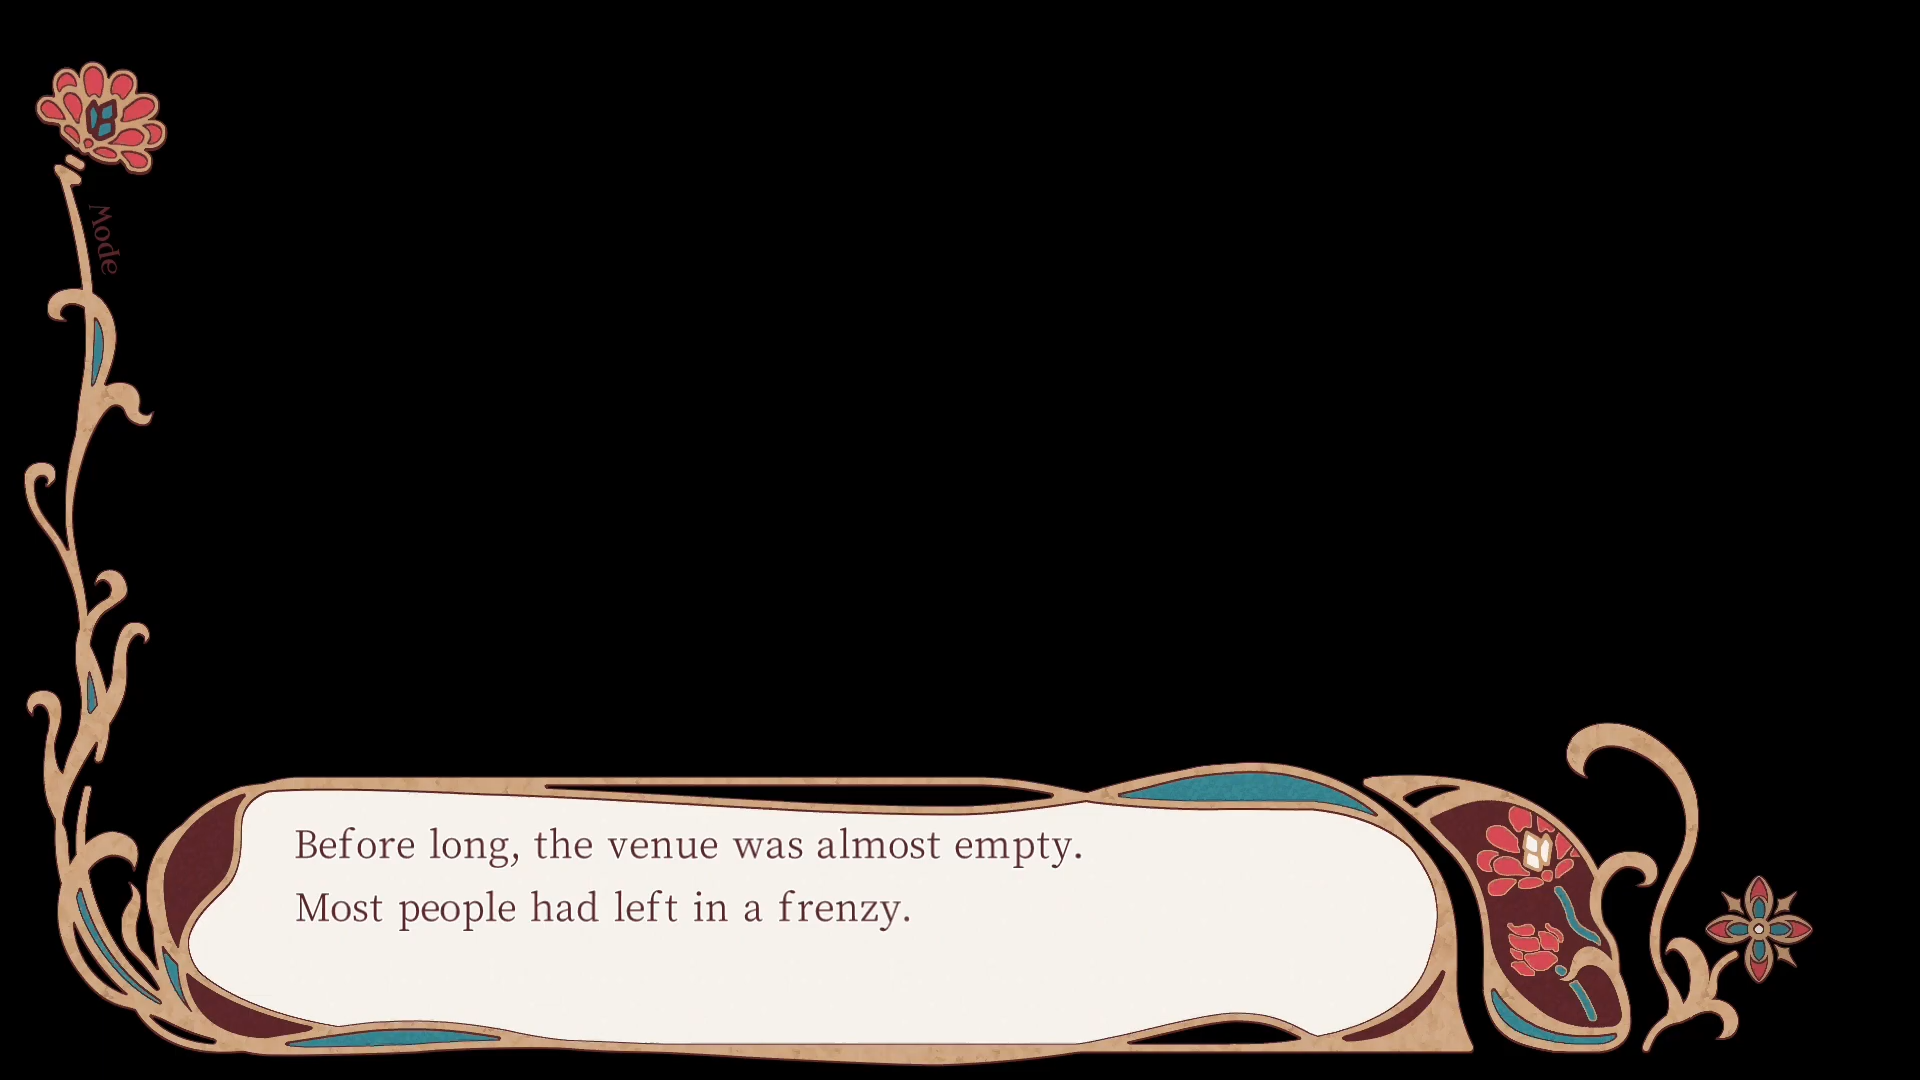 Mode
Before long, the venue was almost empty.
Most people had left in a frenzy.